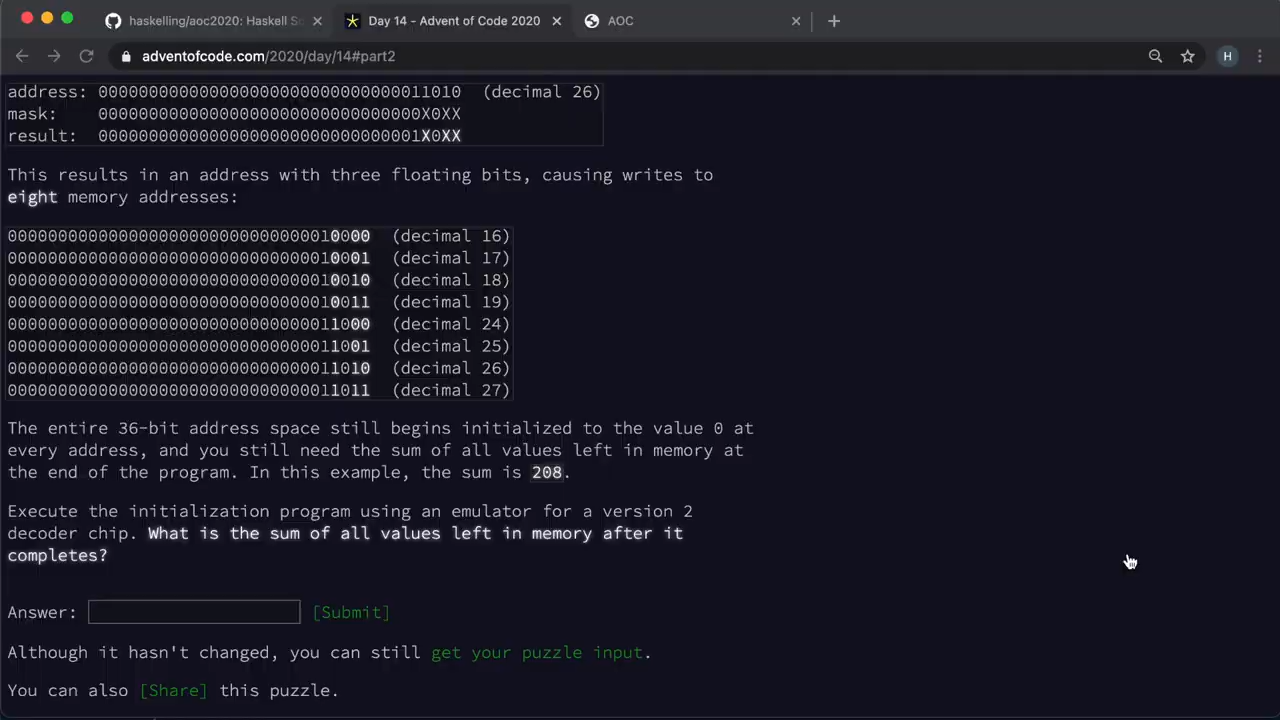 haskelling/aoc2020: Haskell So
Day 14 - Advent of Code 2020
AOC
adventofcode.com/2020/day/14#part2
H
address: 000000000000000000000000000000011010  (decimal 26)
mask:    00000000000000000000000000000000X0XX
result:  00000000000000000000000000000001X0XX
This results in an address with three floating bits, causing writes to
eight memory addresses:
000000000000000000000000000000010000  (decimal 16)
000000000000000000000000000000010001  (decimal 17)
000000000000000000000000000000010010  (decimal 18)
000000000000000000000000000000010011  (decimal 19)
000000000000000000000000000000011000  (decimal 24)
000000000000000000000000000000011001  (decimal 25)
000000000000000000000000000000011010  (decimal 26)
000000000000000000000000000000011011  (decimal 27)
The entire 36-bit address space still begins initialized to the value 0 at
every address, and you still need the sum of all values left in memory at
the end of the program. In this example, the sum is 208.
Execute the initialization program using an emulator for a version 2
decoder chip. What is the sum of all values left in memory after it
completes?
Answer: [Submit]
Although it hasn't changed, you can still get your puzzle input.
You can also [Share] this puzzle.